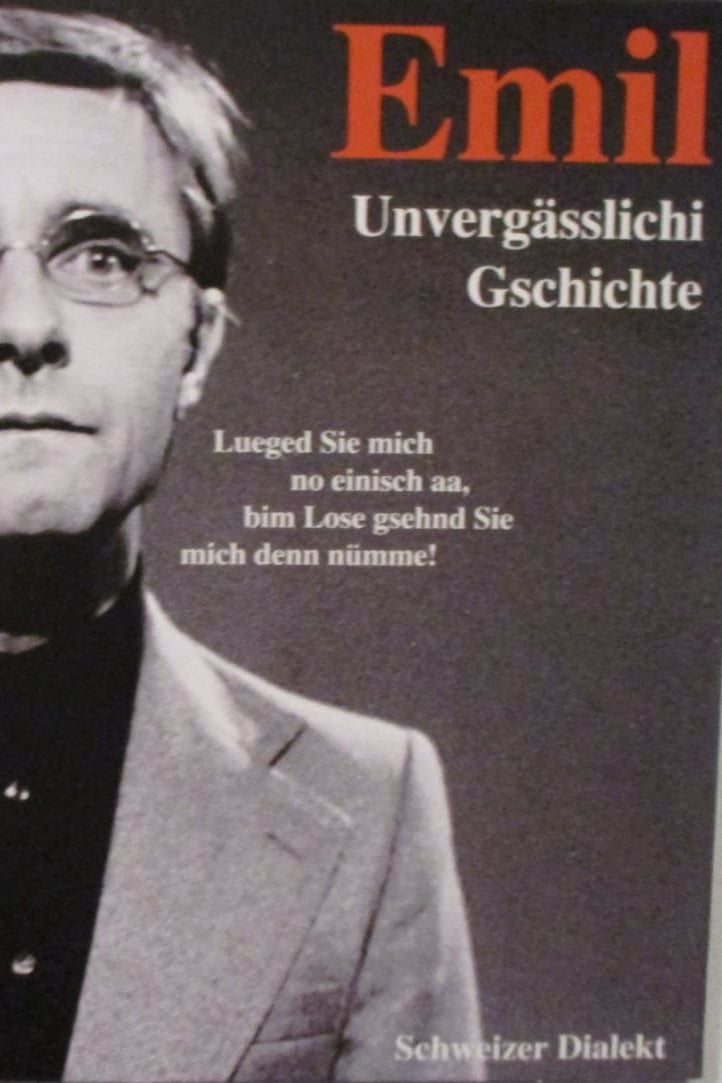 Emil
Unvergässlichi
Gschichte
Lueged Sie mich
no einisch aa,
bim Lose gsehnd Sie
mich denn nümme!
Schweizer Dialekt